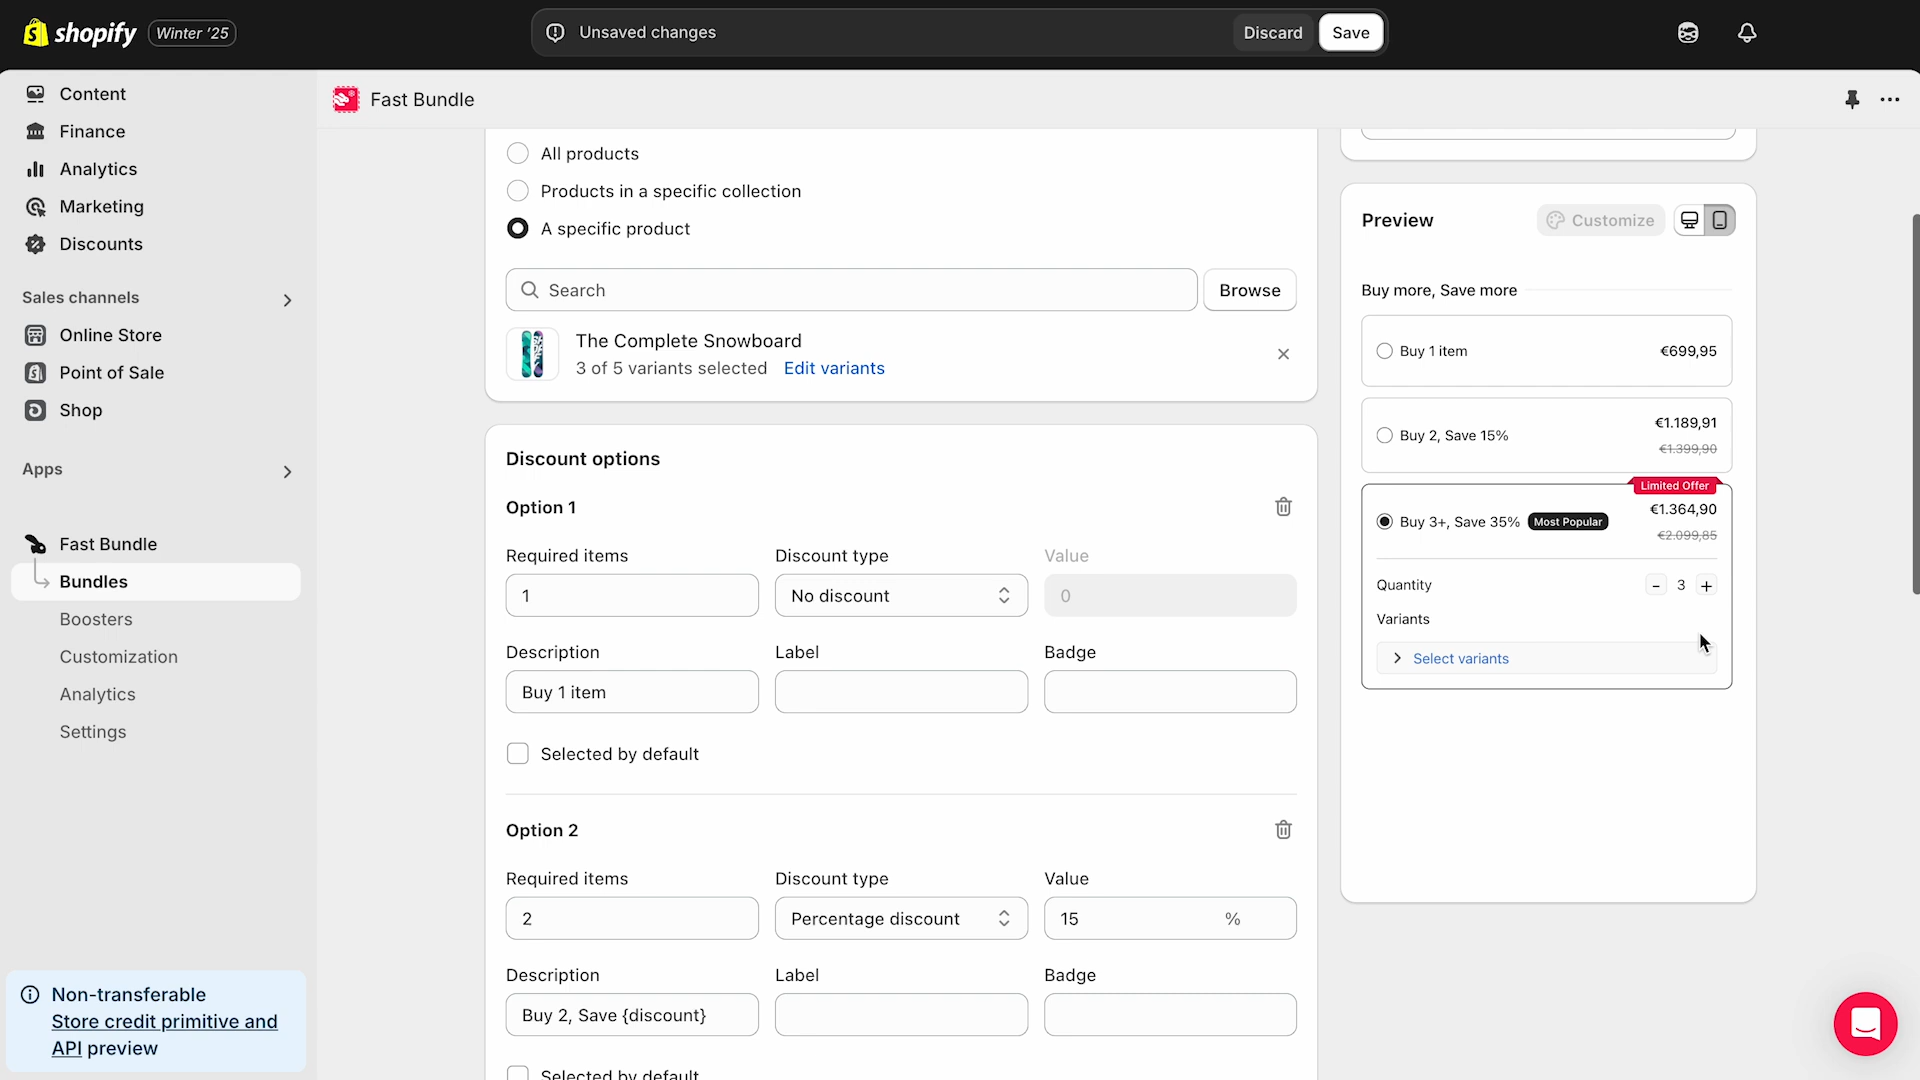 shopify
Winter '25
Unsaved changes
Discard
Save
Content
Finance
Analytics
Marketing
Discounts
Sales channels
Online Store
Point of Sale
Shop
Apps
Fast Bundle
Bundles
Boosters
Customization
Analytics
Settings
Non-transferable
Store credit primitive and
API preview
Fast Bundle
All products
Products in a specific collection
A specific product
Search
Browse
The Complete Snowboard
3 of 5 variants selected Edit variants
Discount options
Option 1
Required items Discount type Value
1 No discount 0
Description Label Badge
Buy 1 item
Selected by default
Option 2
Required items Discount type Value
2 Percentage discount 15 %
Description Label Badge
Buy 2, Save {discount}
Selected by default
Preview
Customize
Buy more, Save more
Buy 1 item €699,95
Buy 2, Save 15% €1.189,91
€1.399,90
Limited Offer
Buy 3+, Save 35% Most Popular €1.364,90
€2.099,85
Quantity - 3 +
Variants
Select variants